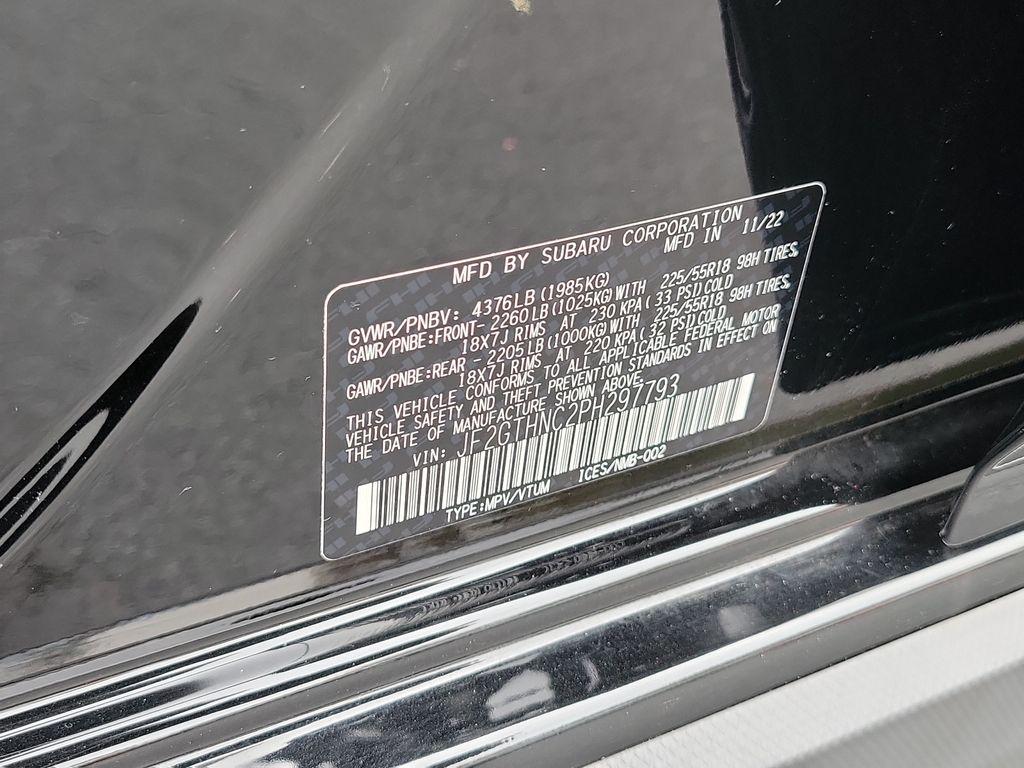 MFD BY SUBARU CORPORATION
MFD IN 11/22
GVWR/PNBV: 4376LB (1985KG)
GAWR/PNBE:FRONT- 2260LB (1025KG) WITH 225/55R18 98H TIRES,
18X7J RIMS AT 230 KPA ( 33 PSI) COLD
GAWR/PNBE:REAR - 2205LB (1000KG) WITH 225/55R18 98H TIRES,
18X7J RIMS AT 220 KPA ( 32 PSI) COLD
THIS VEHICLE CONFORMS TO ALL APPLICABLE FEDERAL MOTOR
VEHICLE SAFETY AND THEFT PREVENTION STANDARDS IN EFFECT ON
THE DATE OF MANUFACTURE SHOWN ABOVE.
VIN: JF2GTHNC2PH297793
TYPE:MPV/VTUM ICES/NMB-002